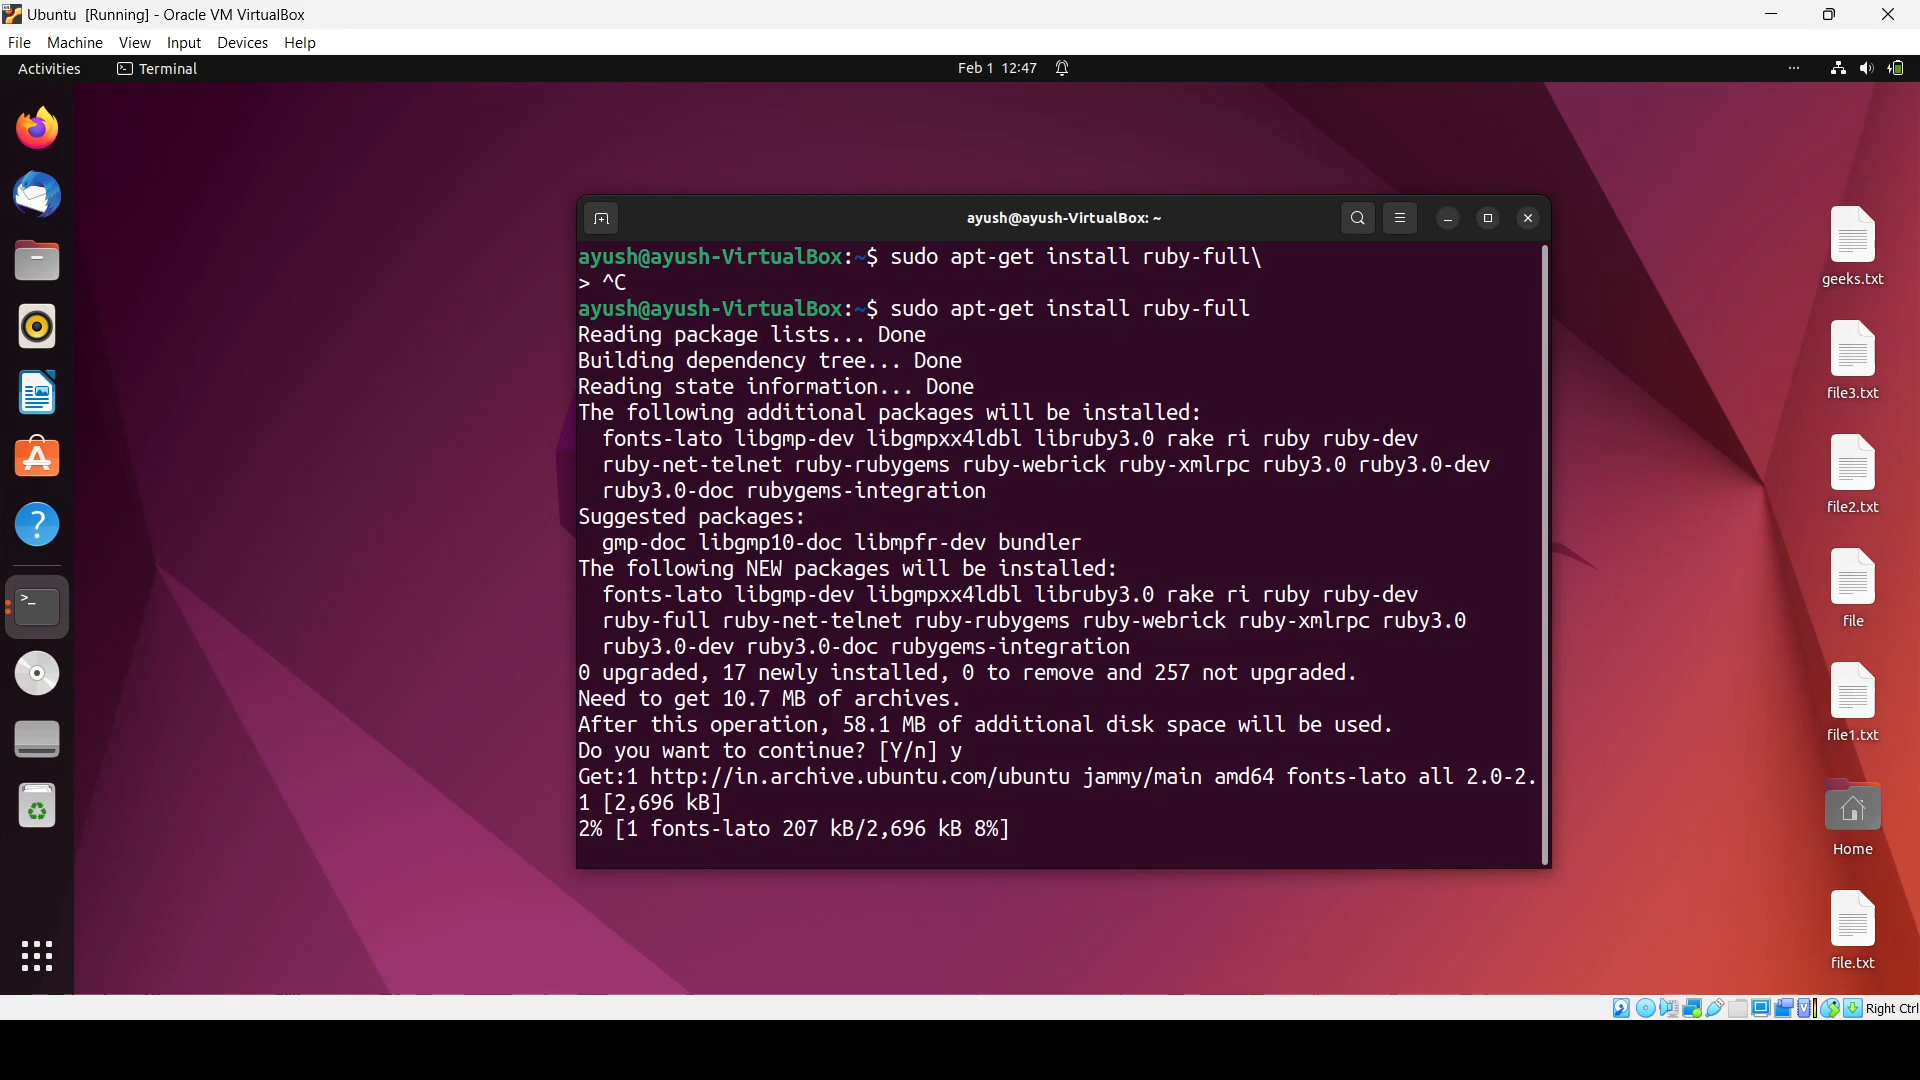 Ubuntu [Running] - Oracle VM VirtualBox
File Machine View Input Devices Help
Activities Terminal Feb 1 12:47
ayush@ayush-VirtualBox: ~
ayush@ayush-VirtualBox:~$ sudo apt-get install ruby-full\
> ^C
ayush@ayush-VirtualBox:~$ sudo apt-get install ruby-full
Reading package lists... Done
Building dependency tree... Done
Reading state information... Done
The following additional packages will be installed:
fonts-lato libgmp-dev libgmpxx4ldbl libruby3.0 rake ri ruby ruby-dev
ruby-net-telnet ruby-rubygems ruby-webrick ruby-xmlrpc ruby3.0 ruby3.0-dev
ruby3.0-doc rubygems-integration
Suggested packages:
gmp-doc libgmp10-doc libmpfr-dev bundler
The following NEW packages will be installed:
fonts-lato libgmp-dev libgmpxx4ldbl libruby3.0 rake ri ruby ruby-dev
ruby-full ruby-net-telnet ruby-rubygems ruby-webrick ruby-xmlrpc ruby3.0
ruby3.0-dev ruby3.0-doc rubygems-integration
0 upgraded, 17 newly installed, 0 to remove and 257 not upgraded.
Need to get 10.7 MB of archives.
After this operation, 58.1 MB of additional disk space will be used.
Do you want to continue? [Y/n] y
Get:1 http://in.archive.ubuntu.com/ubuntu jammy/main amd64 fonts-lato all 2.0-2.
1 [2,696 kB]
2% [1 fonts-lato 207 kB/2,696 kB 8%]
geeks.txt
file3.txt
file2.txt
file
file1.txt
Home
file.txt
Right Ctrl